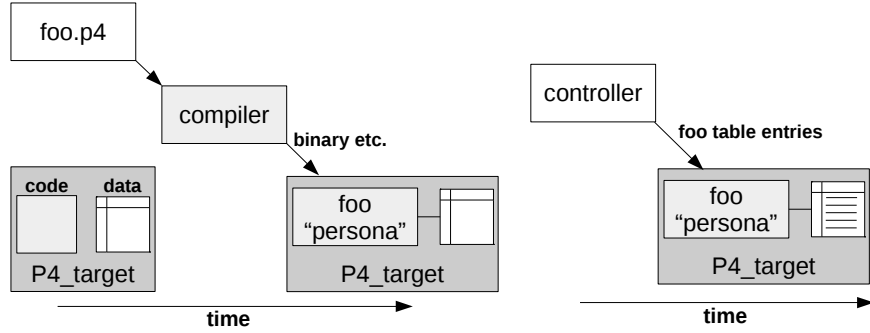 foo.p4
compiler
binary etc.
code data
P4_target
foo
“persona”
P4_target
time
controller
foo table entries
foo
“persona”
P4_target
time